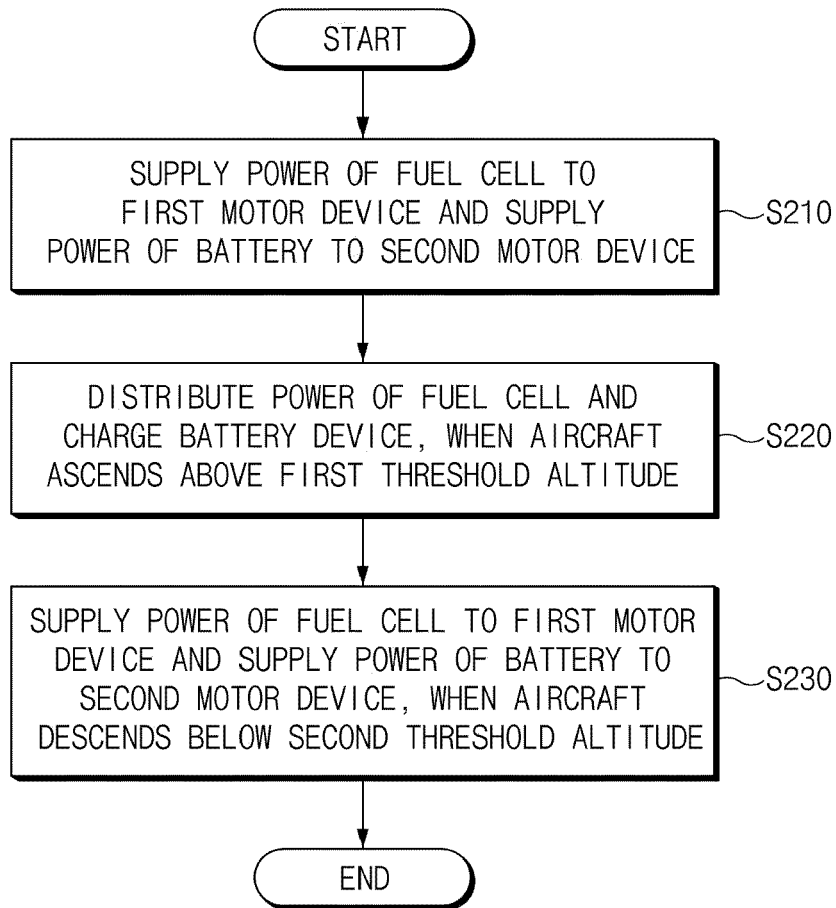 START
SUPPLY POWER OF FUEL CELL TO
FIRST MOTOR DEVICE AND SUPPLY
POWER OF BATTERY TO SECOND MOTOR DEVICE
S210
DISTRIBUTE POWER OF FUEL CELL AND
CHARGE BATTERY DEVICE, WHEN AIRCRAFT
ASCENDS ABOVE FIRST THRESHOLD ALTITUDE
S220
SUPPLY POWER OF FUEL CELL TO FIRST MOTOR
DEVICE AND SUPPLY POWER OF BATTERY TO
SECOND MOTOR DEVICE, WHEN AIRCRAFT
DESCENDS BELOW SECOND THRESHOLD ALTITUDE
S230
END